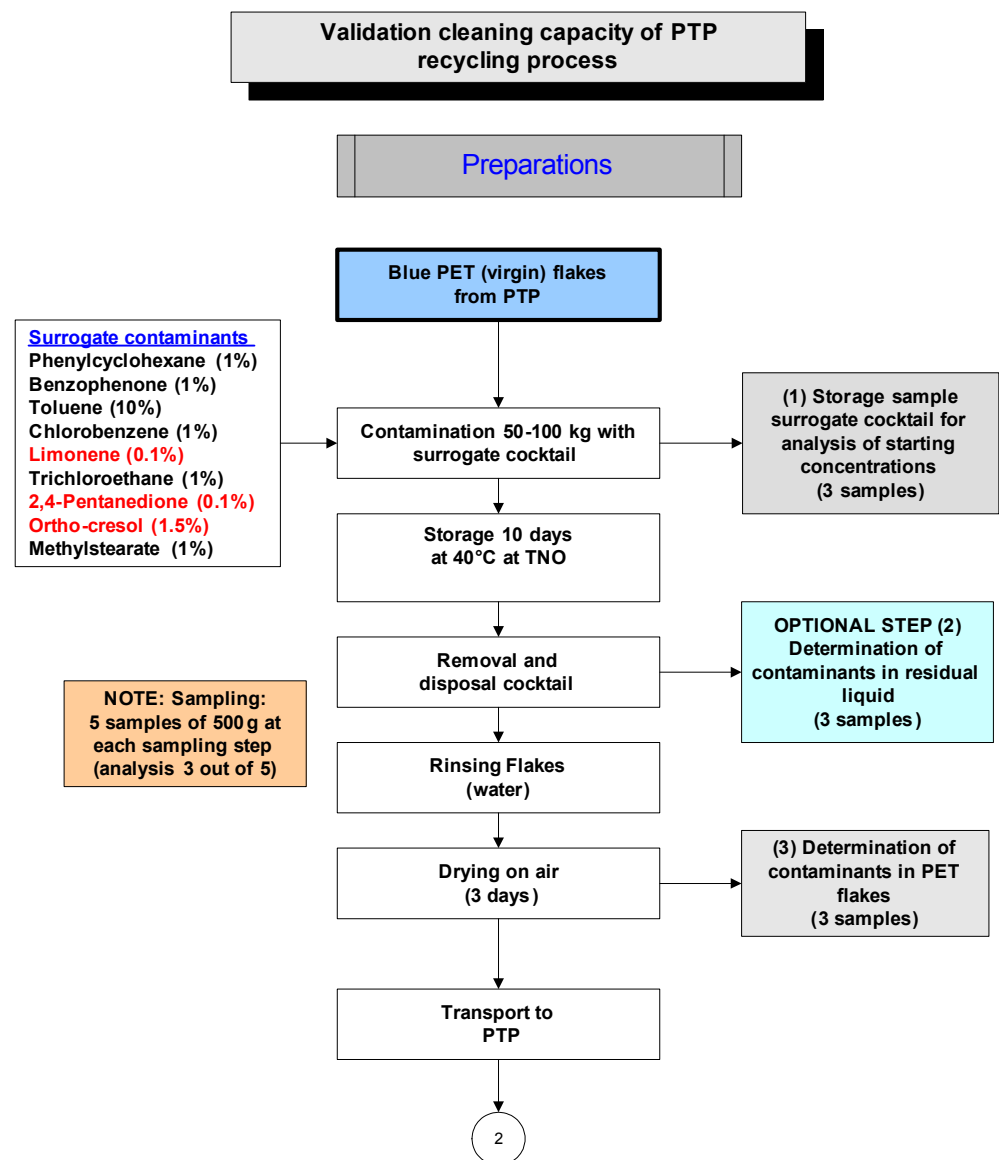 Validation cleaning capacity of PTP
recycling process
Preparations
Blue PET (virgin) flakes
from PTP
Surrogate contaminants
Phenylcyclohexane (1%)
Benzophenone (1%)
Toluene (10%)
Chlorobenzene (1%)
Limonene (0.1%)
Trichloroethane (1%)
2,4-Pentanedione (0.1%)
Ortho-cresol (1.5%)
Methylstearate (1%)
Contamination 50-100 kg with
surrogate cocktail
(1) Storage sample
surrogate cocktail for
analysis of starting
concentrations
(3 samples)
Storage 10 days
at 40°C at TNO
Removal and
disposal cocktail
OPTIONAL STEP (2)
Determination of
contaminants in residual
liquid
(3 samples)
NOTE: Sampling:
5 samples of 500g at
each sampling step
(analysis 3 out of 5)
Rinsing Flakes
(water)
Drying on air
(3 days)
(3) Determination of
contaminants in PET
flakes
(3 samples)
Transport to
PTP
2